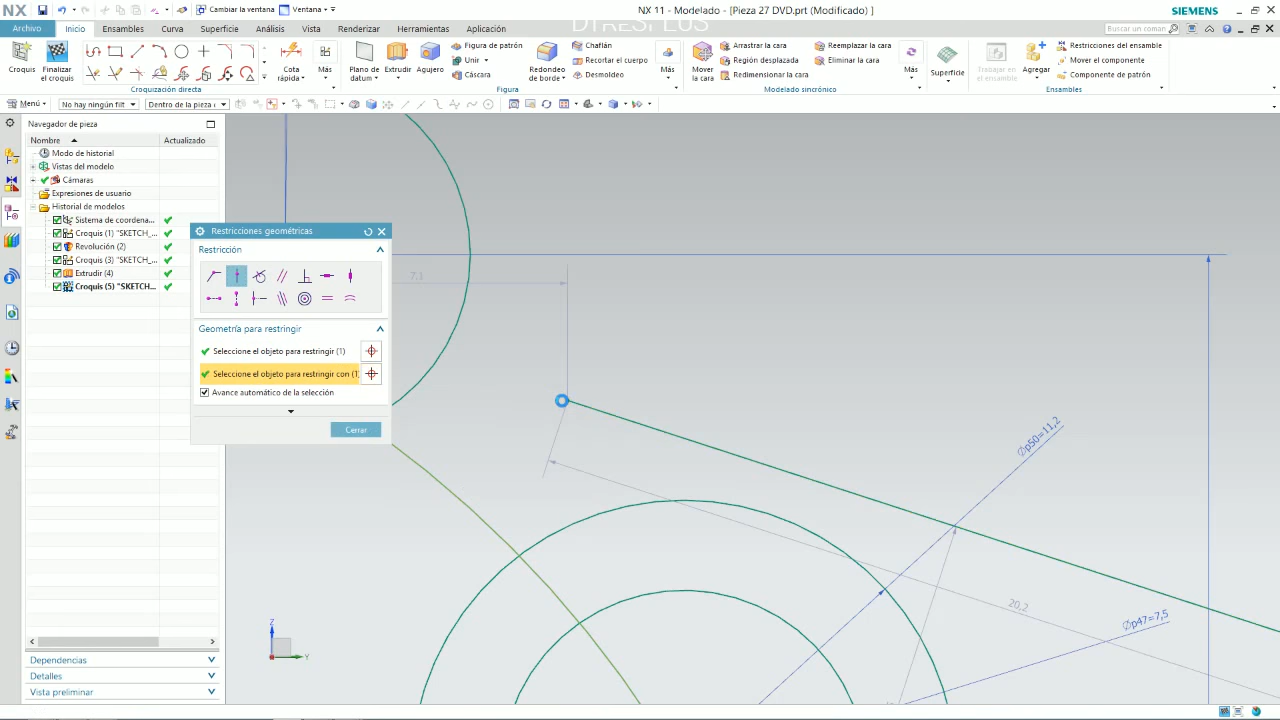 NX
Cambiar la ventana
Ventana
NX 11 - Modelado - [Pieza 27 DVD.prt (Modificado) ]
SIEMENS
DTRESPLUS
Archivo
Inicio
Ensambles
Curva
Superficie
Análisis
Vista
Renderizar
Herramientas
Aplicación
Buscar un coman
Croquis
Finalizar el croquis
Croquización directa
Cota rápida
Más
Plano de datum
Extrudir
Agujero
Figura de patrón
Unir
Cáscara
Redondeo de borde
Chaflán
Recortar el cuerpo
Desmoldeo
Más
Figura
Mover la cara
Arrastrar la cara
Región desplazada
Redimensionar la cara
Reemplazar la cara
Eliminar la cara
Más
Modelado sincrónico
Superficie
Trabajar en el ensamble
Agregar
Restricciones del ensamble
Mover el componente
Componente de patrón
Ensambles
Menú
No hay ningún filt
Dentro de la pieza
Navegador de pieza
Nombre
Actualizado
Modo de historial
Vistas del modelo
Cámaras
Expresiones de usuario
Historial de modelos
Sistema de coordena...
Croquis (1) "SKETCH_...
Revolución (2)
Croquis (3) "SKETCH_...
Extrudir (4)
Croquis (5) "SKETCH...
Dependencias
Detalles
Vista preliminar
Restricciones geométricas
Restricción
Geometría para restringir
Seleccione el objeto para restringir (1)
Seleccione el objeto para restringir con (1
Avance automático de la selección
Cerrar
7,1
∅p50=11,2
20,2
∅p47=7,5
Z
Y